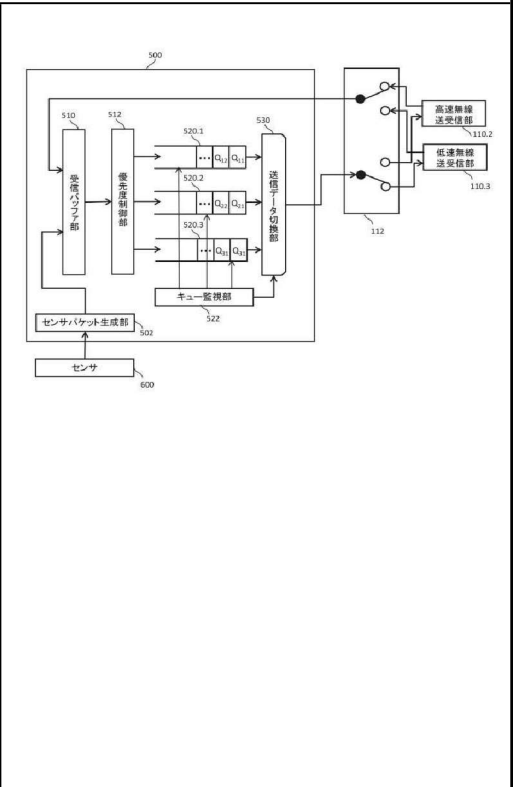 500
510
512
520.1
530
受信バッファ部
優先度制御部
… Q12 Q11
520.2
… Q22 Q21
520.3
… Q31 Q31
送信データ切換部
キュー監視部
522
センサパケット生成部
502
センサ
600
112
高速無線
送受信部
110.2
低速無線
送受信部
110.3